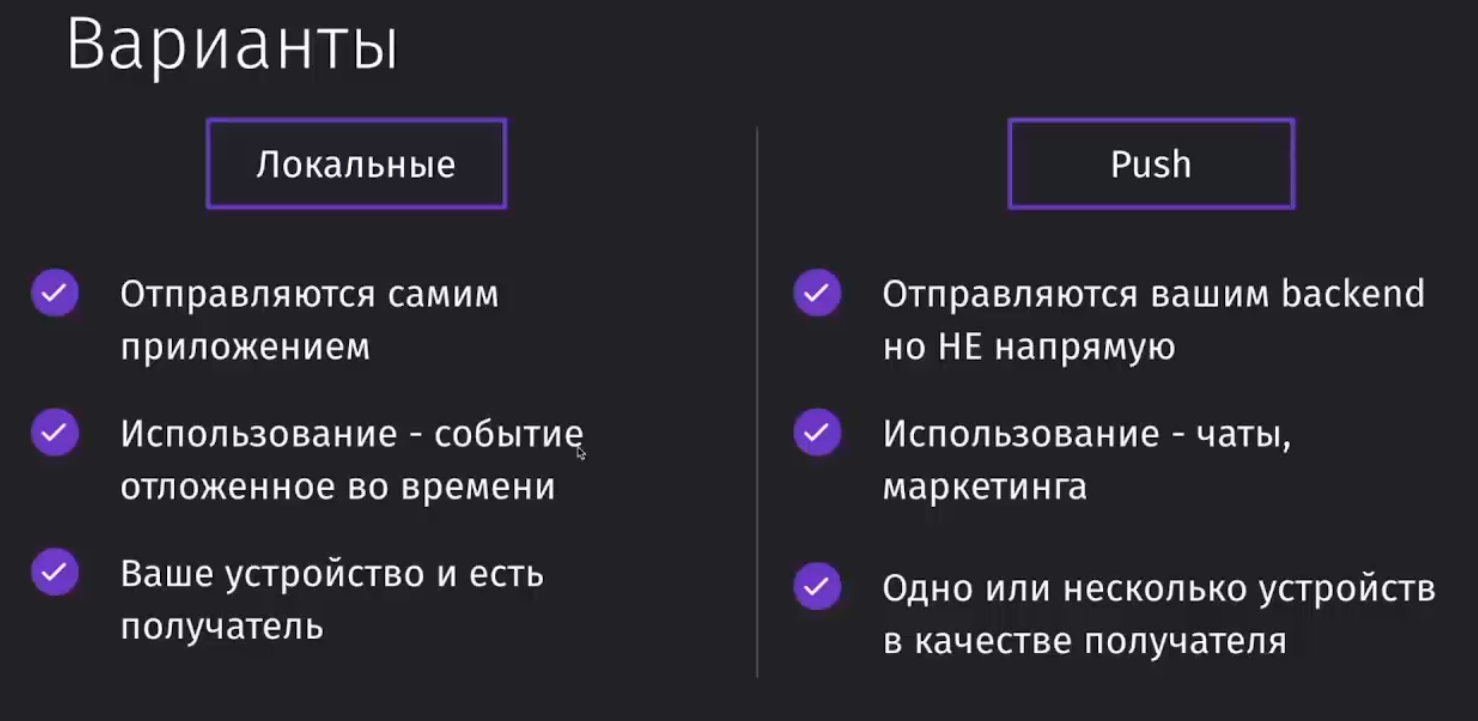 Варианты
Локальные
Отправляются самим
приложением
Использование - событие
отложенное во времени
Ваше устройство и есть
получатель
Push
Отправляются вашим backend
но НЕ напрямую
Использование - чаты,
маркетинга
Одно или несколько устройств
в качестве получателя